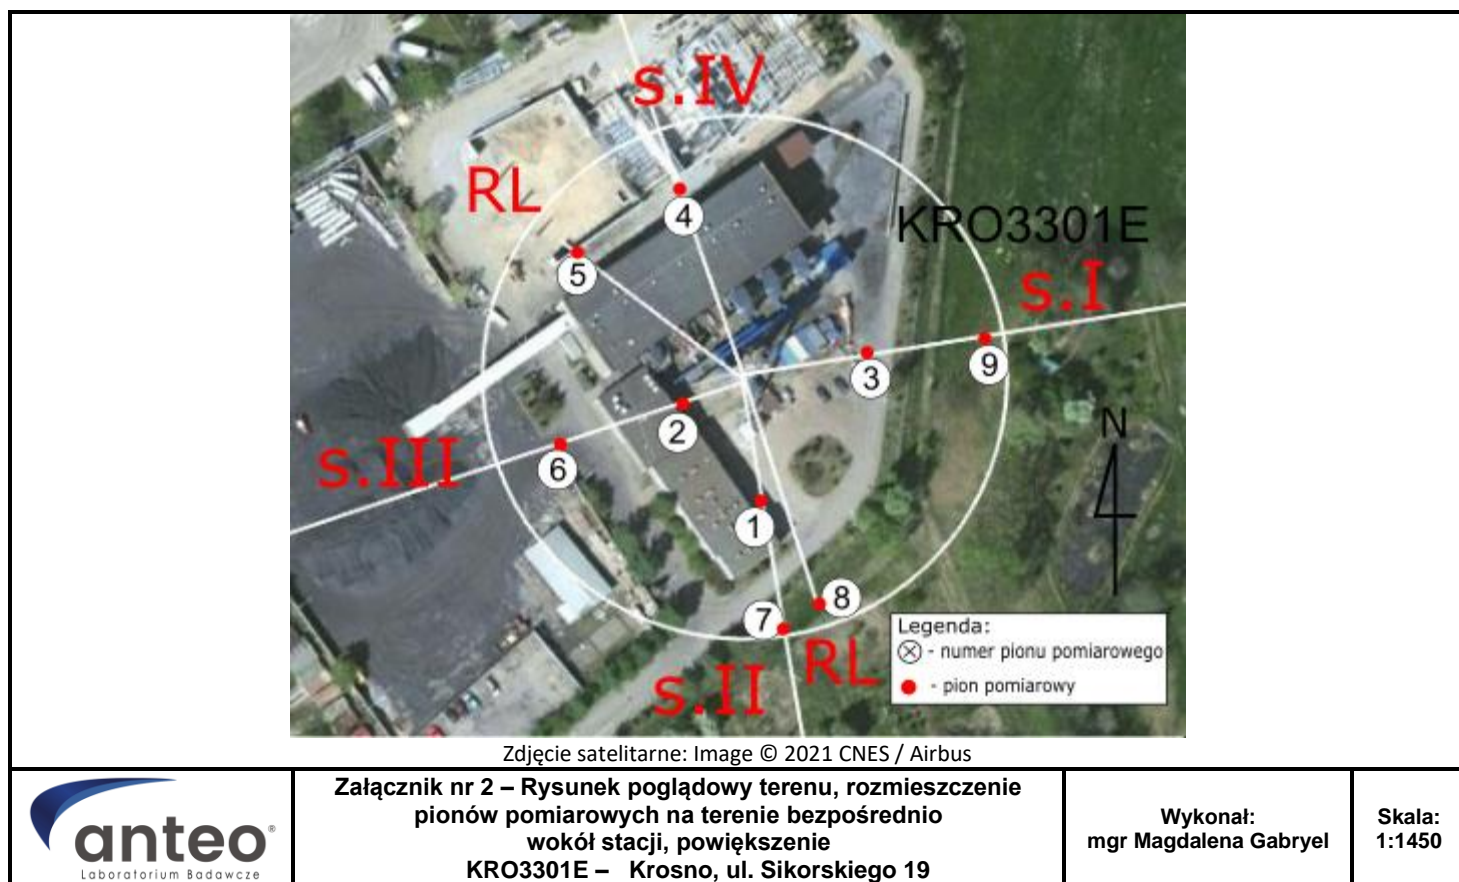 s.IV
RL
4
KRO3301E
5
s.I
3
9
2
N
s.III
6
1
8
7
Legenda:
- numer pionu pomiarowego
- pion pomiarowy
RL
s.II
Zdjęcie satelitarne: Image © 2021 CNES / Airbus
anteo®
Laboratorium Badawcze
Załącznik nr 2 – Rysunek poglądowy terenu, rozmieszczenie
pionów pomiarowych na terenie bezpośrednio
wokół stacji, powiększenie
KRO3301E – Krosno, ul. Sikorskiego 19
Wykonał:
mgr Magdalena Gabryel
Skala:
1:1450